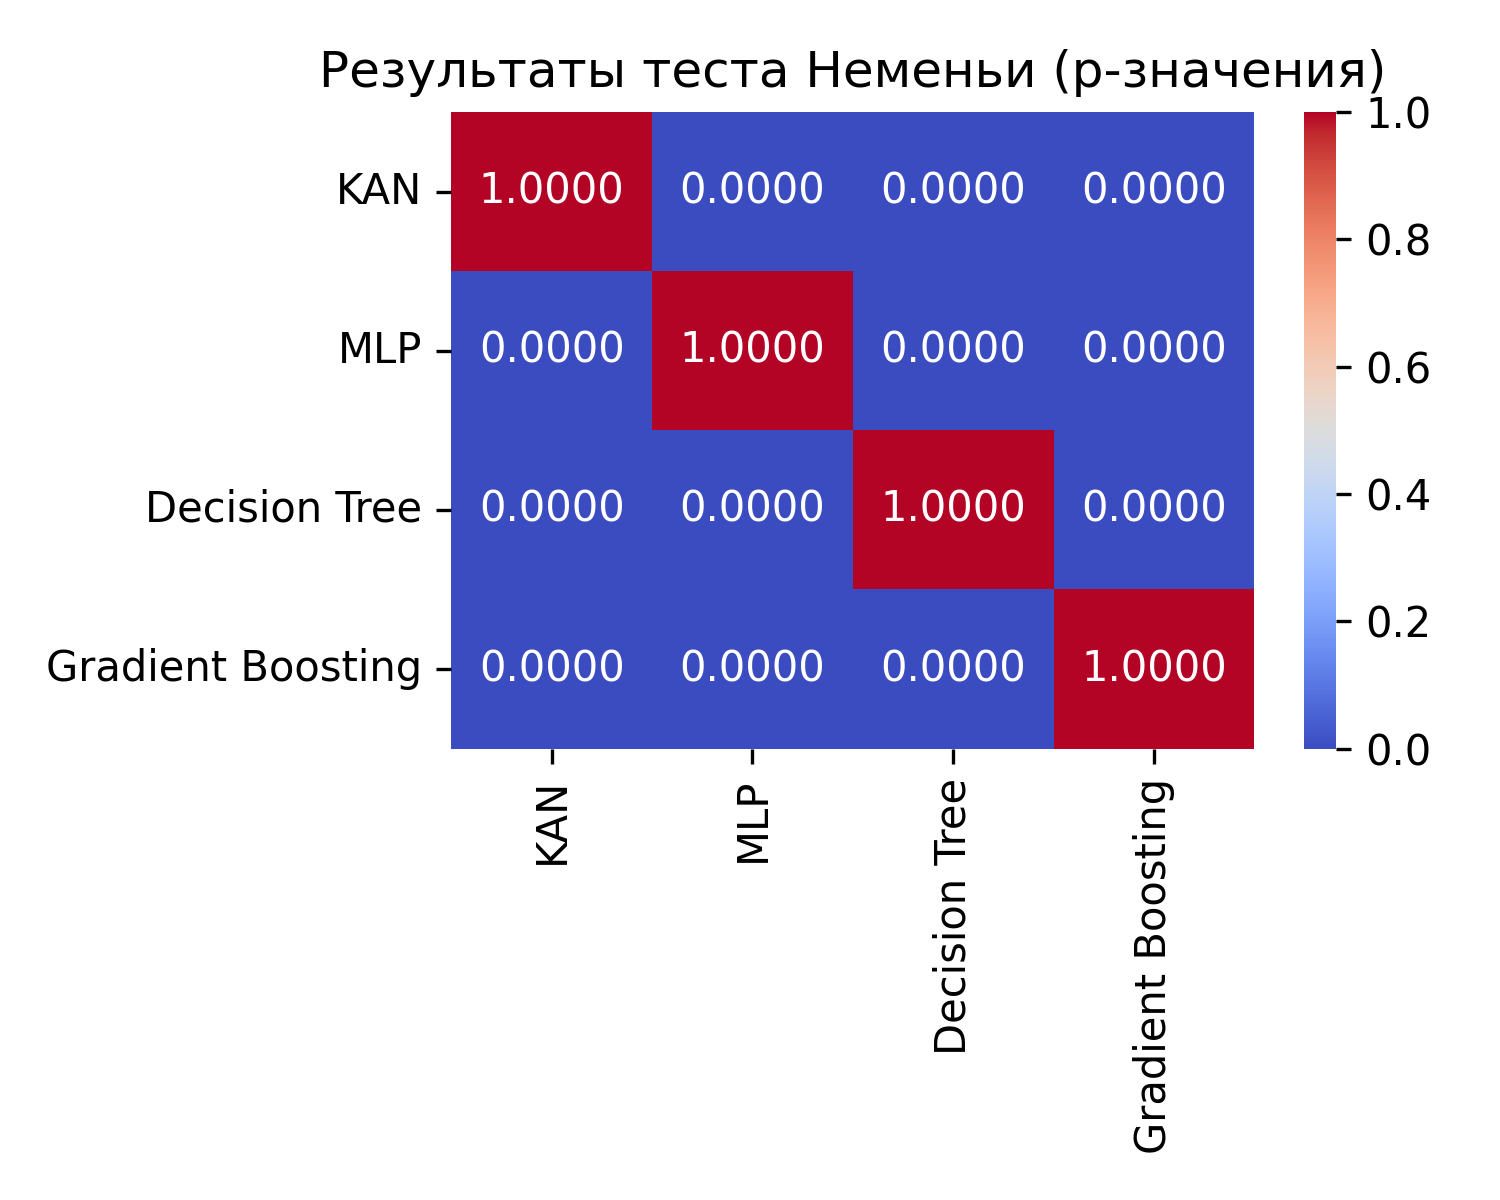 Результаты теста Неменьи (p-значения)
KAN 1.0000 0.0000 0.0000 0.0000
MLP 0.0000 1.0000 0.0000 0.0000
Decision Tree 0.0000 0.0000 1.0000 0.0000
Gradient Boosting 0.0000 0.0000 0.0000 1.0000
KAN
MLP
Decision Tree
Gradient Boosting
1.0
0.8
0.6
0.4
0.2
0.0